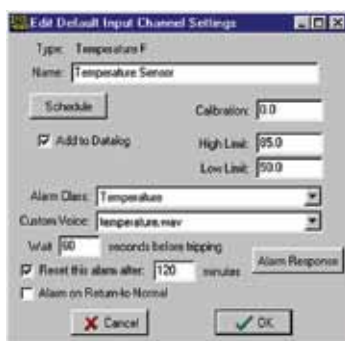 Edit Default Input Channel Settings
Type: Temperature F
Name: Temperature Sensor
Schedule
Calibration: 0.0
Add to Datalog
High Limit: 85.0
Low Limit: 50.0
Alarm Class: Temperature
Custom Voice: temperature.wav
Wait 60 seconds before tripping
Reset this alarm after: 120 minutes
Alarm Response
Alarm on Return-to Normal
Cancel
OK